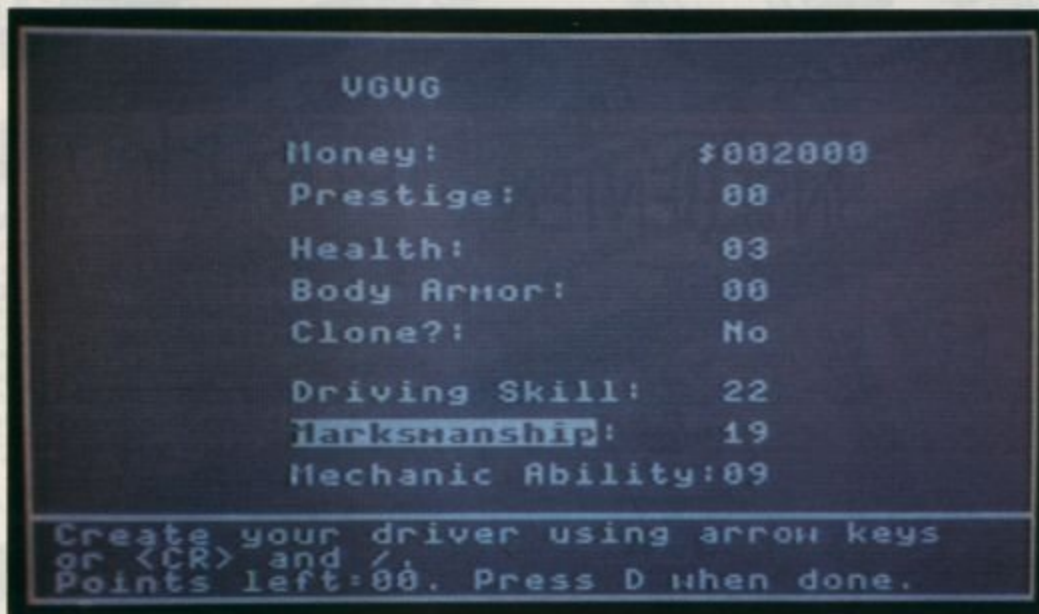 VGVG
Money: $002000
Prestige: 00
Health: 03
Body Armor: 00
Clone?: No
Driving Skill: 22
Marksmanship: 19
Mechanic Ability:09
Create your driver using arrow keys
or <CR> and /.
Points left:00. Press D when done.